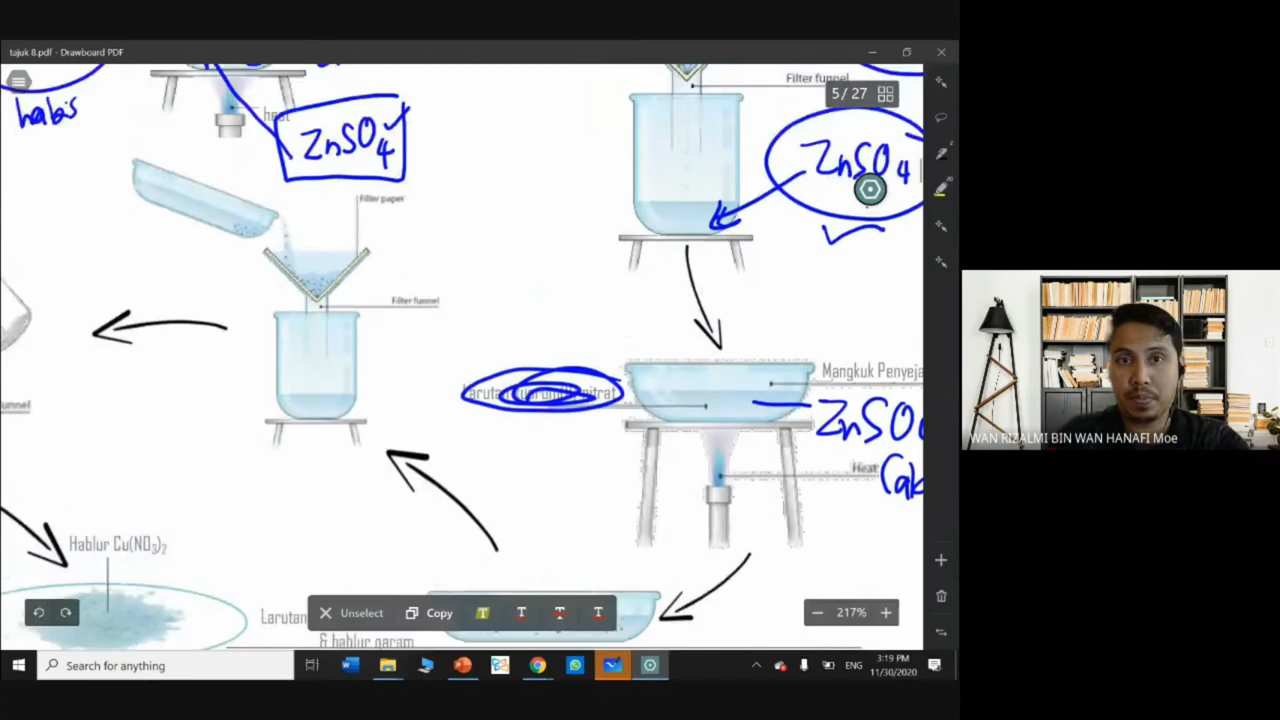 tajuk 8.pdf - Drawboard PDF
habis
heat
ZnSO4
Filter paper
Filter funnel
Filter funnel
5 / 27
ZnSO4
Mangkuk Penyeja
ZnSO
Heat
Hablur Cu(NO3)2
Larutan
& hablur garam
Unselect
Copy
217%
WAN RIZALMI BIN WAN HANAFI Moe
Search for anything
ENG
3:19 PM
11/30/2020